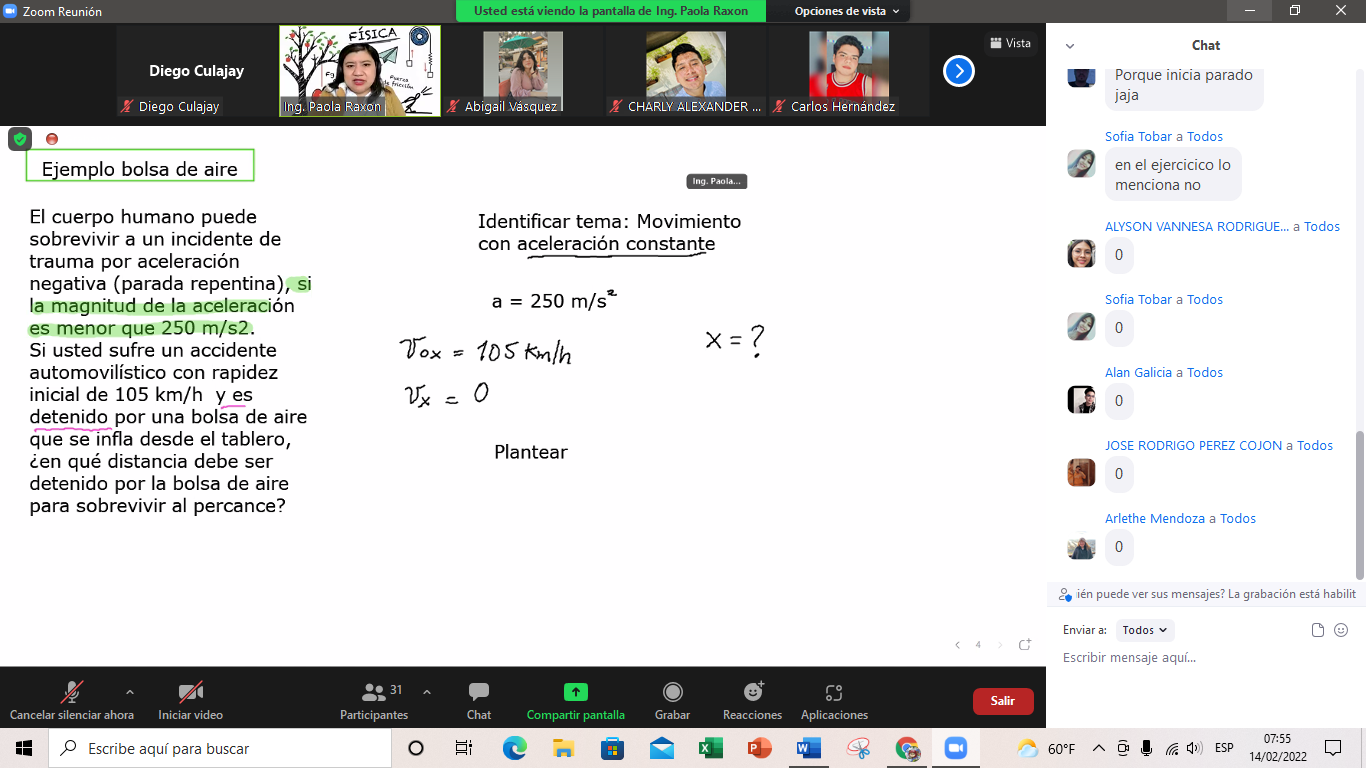 Zoom Reunión
Usted está viendo la pantalla de Ing. Paola Raxon
Opciones de vista
Diego Culajay
Diego Culajay
FÍSICA
Ing. Paola Raxon
Abigail Vásquez
CHARLY ALEXANDER ...
Carlos Hernández
Vista
Ejemplo bolsa de aire
El cuerpo humano puede
sobrevivir a un incidente de
trauma por aceleración
negativa (parada repentina), si
la magnitud de la aceleración
es menor que 250 m/s2.
Si usted sufre un accidente
automovilístico con rapidez
inicial de 105 km/h y es
detenido por una bolsa de aire
que se infla desde el tablero,
¿en qué distancia debe ser
detenido por la bolsa de aire
para sobrevivir al percance?
Ing. Paola...
Identificar tema: Movimiento
con aceleración constante
a = 250 m/s²
Vox = 105 km/h
x = ?
Vx = 0
Plantear
4
Chat
Porque inicia parado
jaja
Sofia Tobar a Todos
en el ejercicico lo
menciona no
ALYSON VANNESA RODRIGUE... a Todos
0
Sofia Tobar a Todos
0
Alan Galicia a Todos
0
JOSE RODRIGO PEREZ COJON a Todos
0
Arlethe Mendoza a Todos
0
ién puede ver sus mensajes? La grabación está habilit
Enviar a: Todos
Escribir mensaje aquí...
Cancelar silenciar ahora
Iniciar video
31
Participantes
Chat
Compartir pantalla
Grabar
Reacciones
Aplicaciones
Salir
Escribe aquí para buscar
60°F
ESP
07:55
14/02/2022